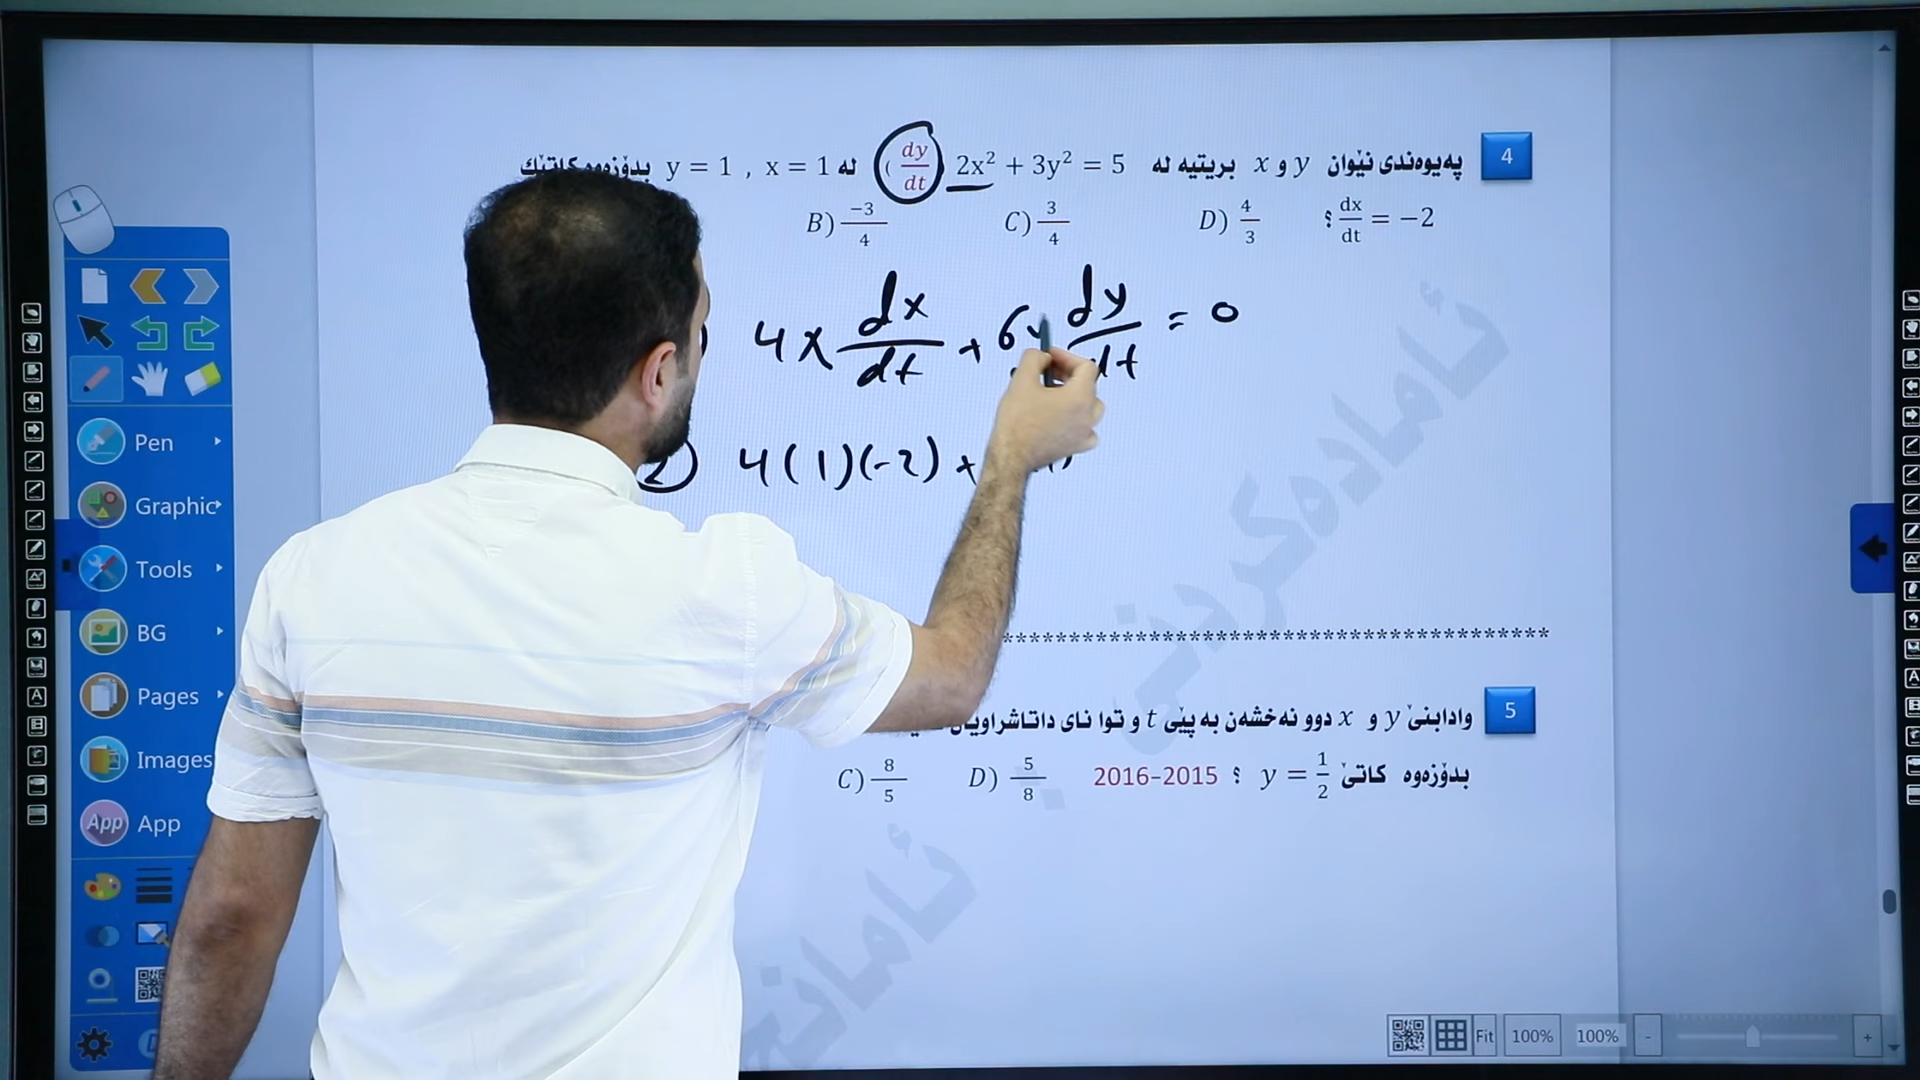 4 پەیوەندی نێوان y و x بریتیە لە 2x² + 3y² = 5 (dy/dt لە x = 1 , y = 1 بدۆزەوە کاتێک
dx/dt = −2 ؟ D) 4/3 C) 3/4 B) −3/4
4x dx/dt + 6y dy/dt = 0
2) 4(1)(-2) +
*****************************************
5 وادابنێ y و x دوو نەخشەن بە پێی t و توا نای داتاشراویان
بدۆزەوە کاتێ y = 1/2 ؟ 2016-2015 D) 5/8 C) 8/5
Pen
Graphic
Tools
BG
Pages
Images
App App
ئامادەکردنی
Fit 100% 100% - +